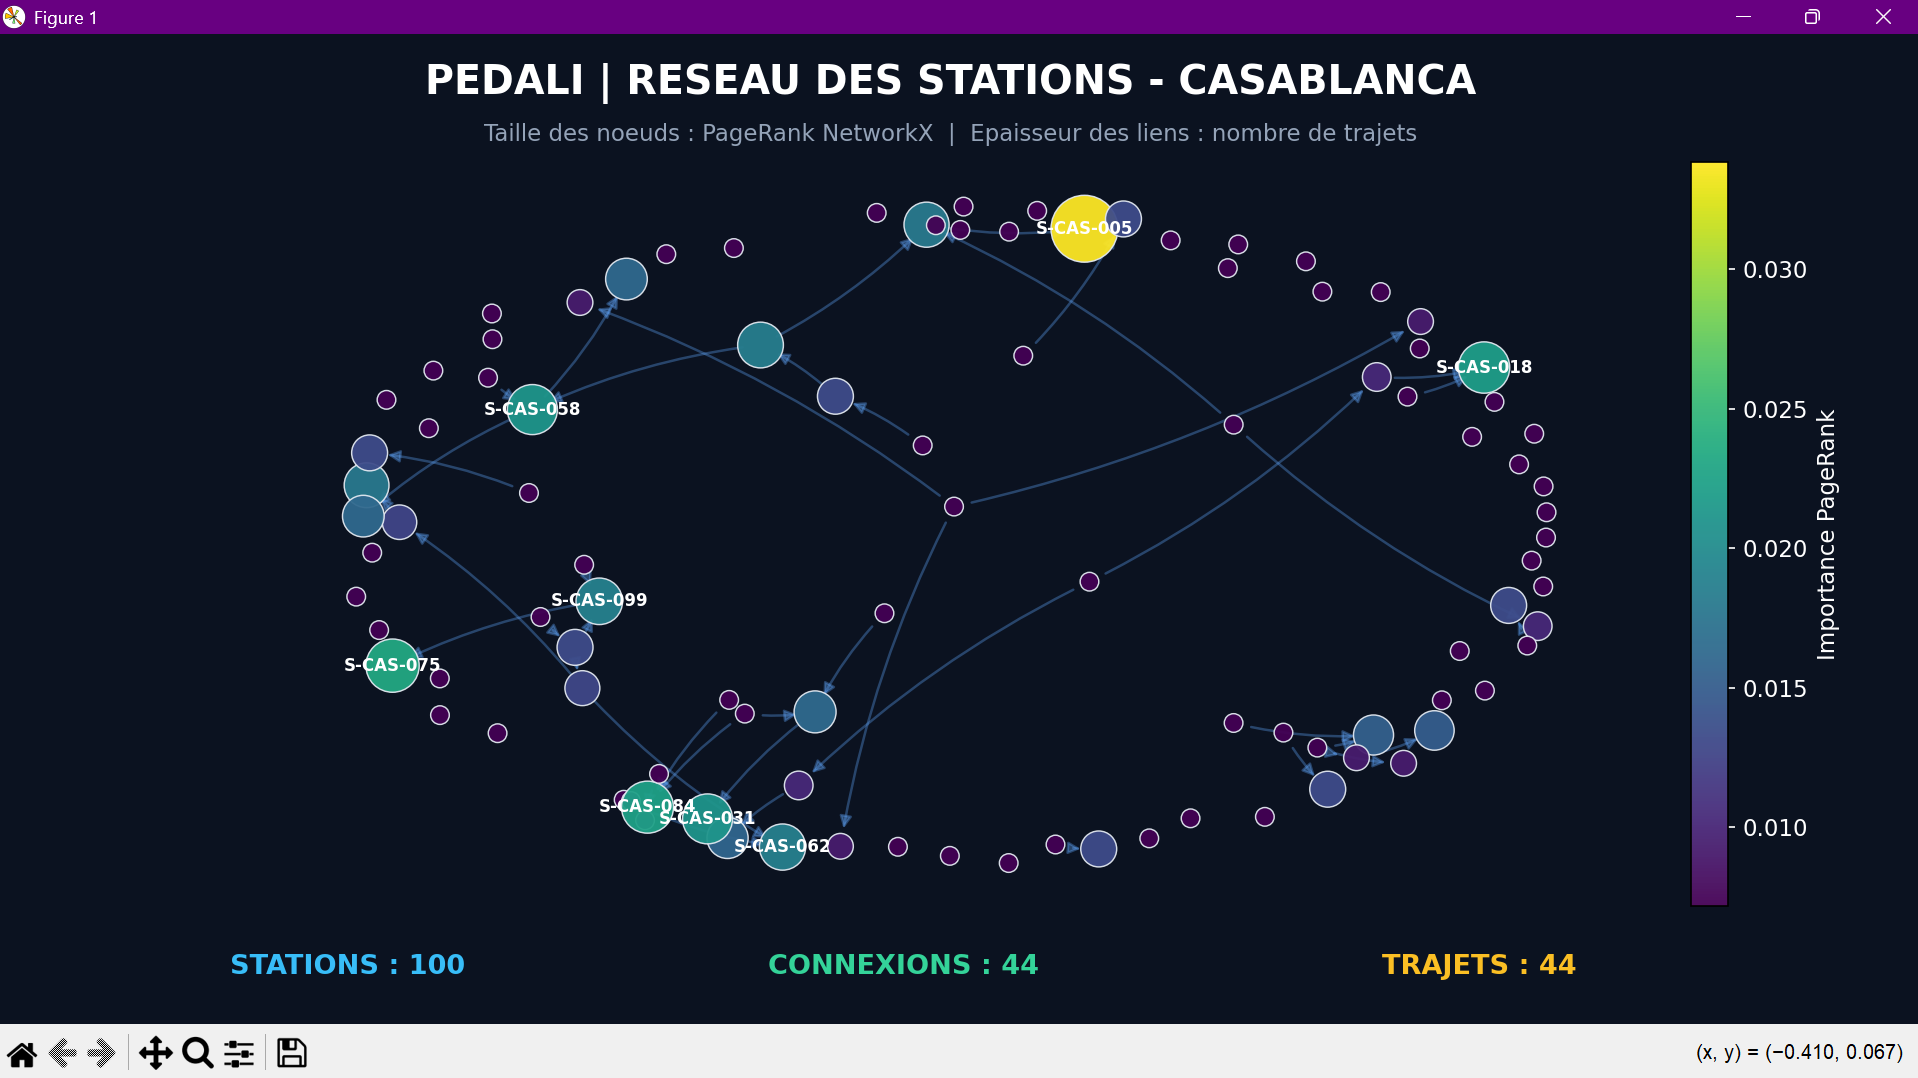 Figure 1
PEDALI | RESEAU DES STATIONS - CASABLANCA
Taille des noeuds : PageRank NetworkX | Epaisseur des liens : nombre de trajets
S-CAS-005
S-CAS-018
S-CAS-058
S-CAS-099
S-CAS-075
S-CAS-084
S-CAS-031
S-CAS-062
0.030
0.025
0.020
0.015
0.010
Importance PageRank
STATIONS : 100
CONNEXIONS : 44
TRAJETS : 44
(x, y) = (−0.410, 0.067)